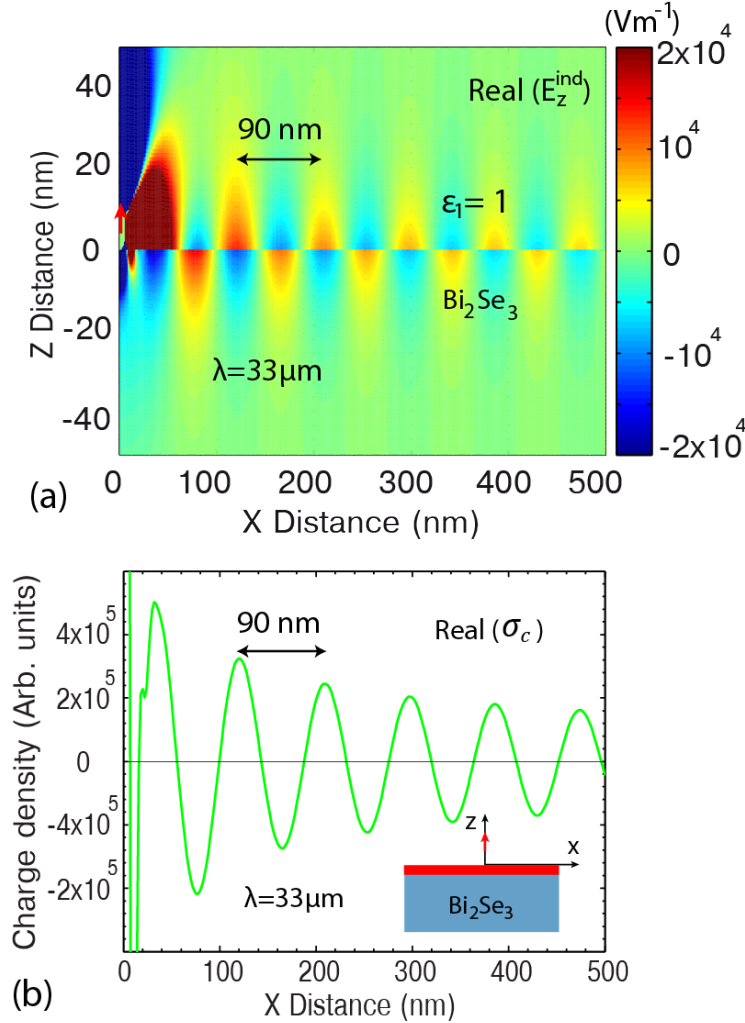 (Vm⁻¹)
2x10⁴
10⁴
0
-10⁴
-2x10⁴
Real (E_z^ind)
90 nm
ε₁= 1
Bi₂Se₃
λ=33μm
40
20
0
-20
-40
Z Distance (nm)
0 100 200 300 400 500
X Distance (nm)
(a)
Charge density (Arb. units)
4x10⁵
2x10⁵
0
-4x10⁵
-2x10⁵
90 nm
Real (σ_c)
λ=33μm
z
x
Bi₂Se₃
0 100 200 300 400 500
X Distance (nm)
(b)